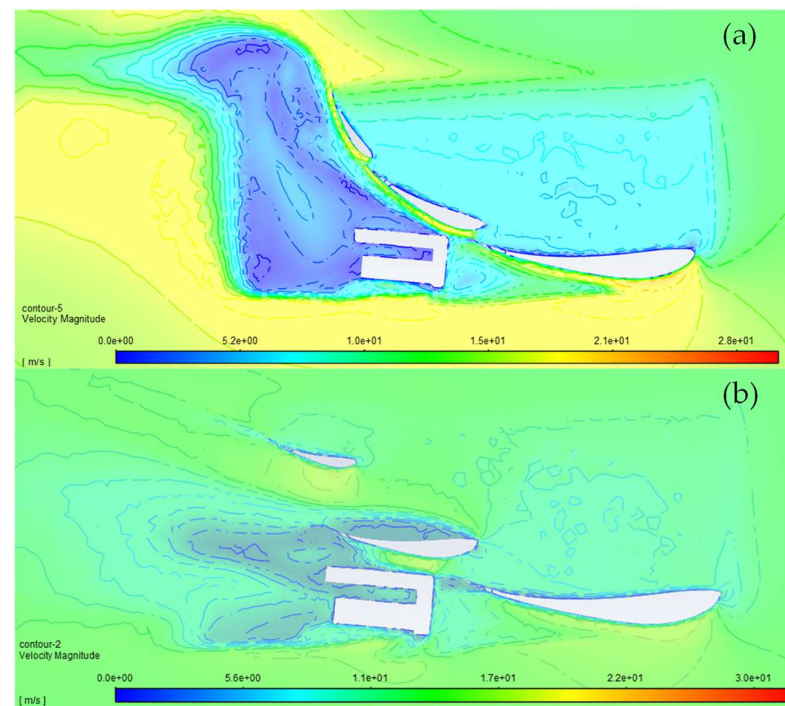 (a)
contour-5
Velocity Magnitude
0.0e+00 5.2e+00 1.0e+01 1.5e+01 2.1e+01 2.8e+01
[ m/s ]
(b)
contour-2
Velocity Magnitude
0.0e+00 5.6e+00 1.1e+01 1.7e+01 2.2e+01 3.0e+01
[ m/s ]